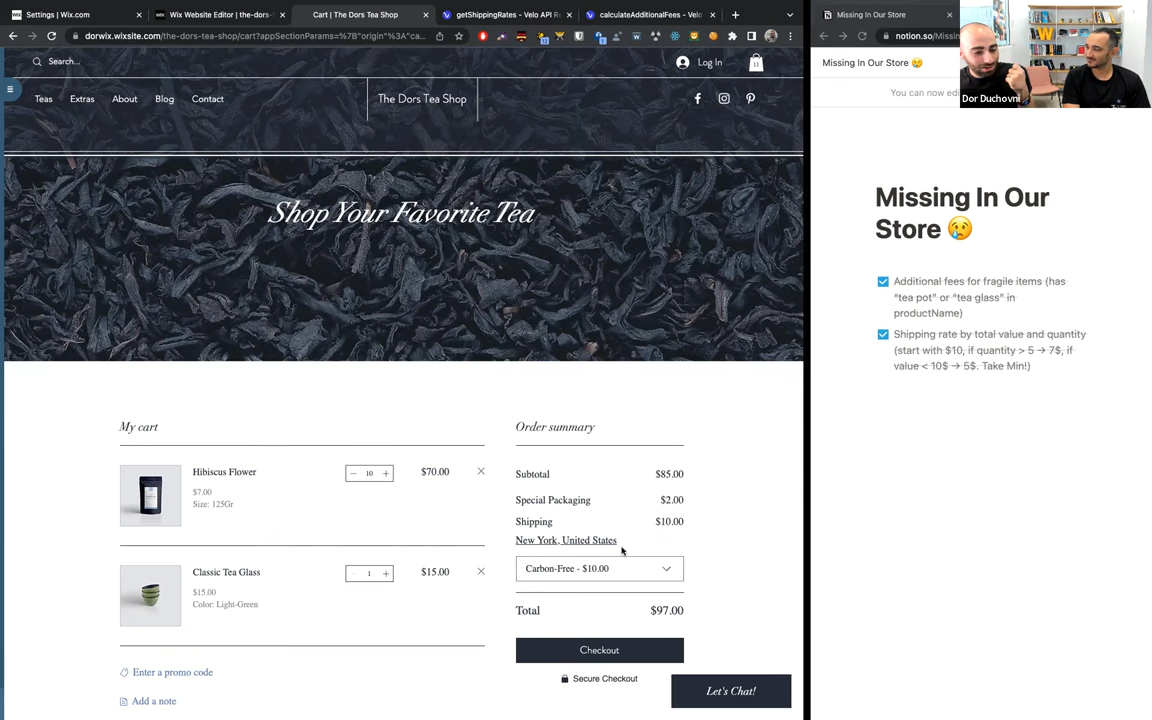 Settings | Wix.com
Wix Website Editor | the-dors-
Cart | The Dors Tea Shop
getShippingRates - Velo API R
calculateAdditionalFees - Velo
dorwix.wixsite.com/the-dors-tea-shop/cart?appSectionParams=%7B"origin"%3A"ca...
Search...
Log In
11
Teas
Extras
About
Blog
Contact
The Dors Tea Shop
Shop Your Favorite Tea
My cart
Hibiscus Flower
$7.00
Size: 125Gr
10
$70.00
Classic Tea Glass
$15.00
Color: Light-Green
1
$15.00
Enter a promo code
Add a note
Order summary
Subtotal $85.00
Special Packaging $2.00
Shipping $10.00
New York, United States
Carbon-Free - $10.00
Total $97.00
Checkout
Secure Checkout
Let's Chat!
Missing In Our Store
notion.so/Missin
Missing In Our Store 😢
You can now edi
Dor Duchovni
Missing In Our
Store 😢
Additional fees for fragile items (has
"tea pot" or "tea glass" in
productName)
Shipping rate by total value and quantity
(start with $10, if quantity > 5 → 7$, if
value < 10$ → 5$. Take Min!)